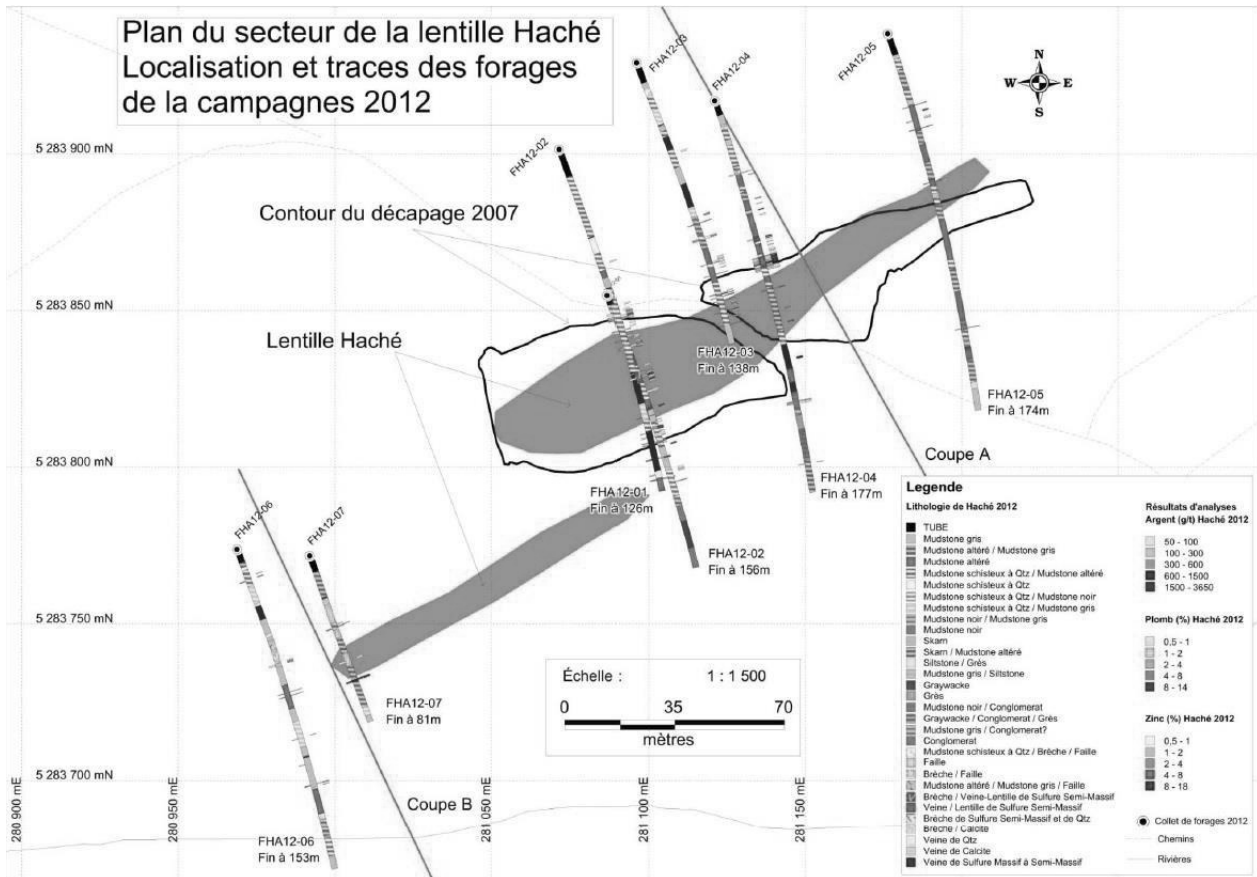 Plan du secteur de la lentille Haché
Localisation et traces des forages
de la campagnes 2012
FHA12-03
FHA12-04
FHA12-05
N
W E
S
FHA12-02
5 283 900 mN
Contour du décapage 2007
5 283 850 mN
Lentille Haché
FHA12-03
Fin à 138m
FHA12-05
Fin à 174m
5 283 800 mN
Coupe A
FHA12-01
Fin à 126m
FHA12-04
Fin à 177m
FHA12-06
FHA12-07
FHA12-02
Fin à 156m
5 283 750 mN
FHA12-07
Fin à 81m
Échelle : 1 : 1 500
0 35 70
mètres
5 283 700 mN
Coupe B
FHA12-06
Fin à 153m
280 900 mE
280 950 mE
281 050 mE
281 100 mE
281 150 mE
Legende
Lithologie de Haché 2012
TUBE
Mudstone gris
Mudstone altéré / Mudstone gris
Mudstone altéré
Mudstone schisteux à Qtz / Mudstone altéré
Mudstone schisteux à Qtz
Mudstone schisteux à Qtz / Mudstone noir
Mudstone schisteux à Qtz / Mudstone gris
Mudstone noir / Mudstone gris
Mudstone noir
Skarn
Skarn / Mudstone altéré
Siltstone / Grès
Mudstone gris / Siltstone
Graywacke
Grès
Mudstone noir / Conglomerat
Graywacke / Conglomerat / Grès
Mudstone gris / Conglomerat?
Conglomerat
Mudstone schisteux à Qtz / Brèche / Faille
Faille
Brèche / Faille
Mudstone altéré / Mudstone gris / Faille
Brèche / Veine-Lentille de Sulfure Semi-Massif
Veine / Lentille de Sulfure Semi-Massif
Brèche de Sulfure Semi-Massif et de Qtz
Brèche / Calcite
Veine de Qtz
Veine de Calcite
Veine de Sulfure Massif à Semi-Massif
Résultats d'analyses
Argent (g/t) Haché 2012
50 - 100
100 - 300
300 - 600
600 - 1500
1500 - 3650
Plomb (%) Haché 2012
0,5 - 1
1 - 2
2 - 4
4 - 8
8 - 14
Zinc (%) Haché 2012
0,5 - 1
1 - 2
2 - 4
4 - 8
8 - 18
Collet de forages 2012
Chemins
Rivières